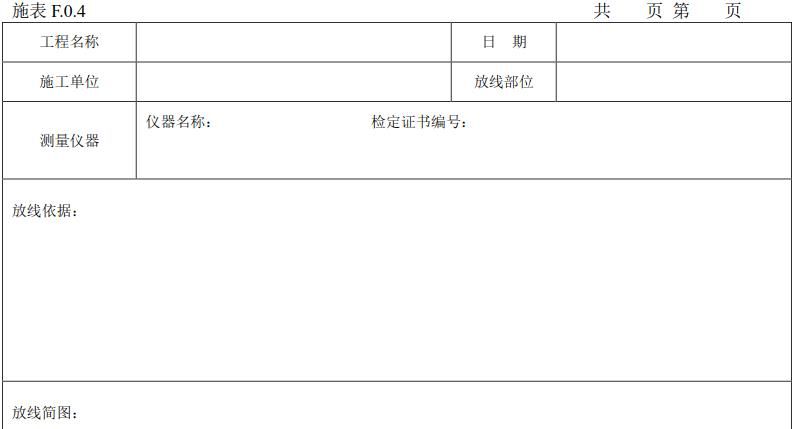 施表 F.0.4 共 页 第 页
工程名称 日 期
施工单位 放线部位
测量仪器 仪器名称： 检定证书编号：
放线依据：
放线简图：